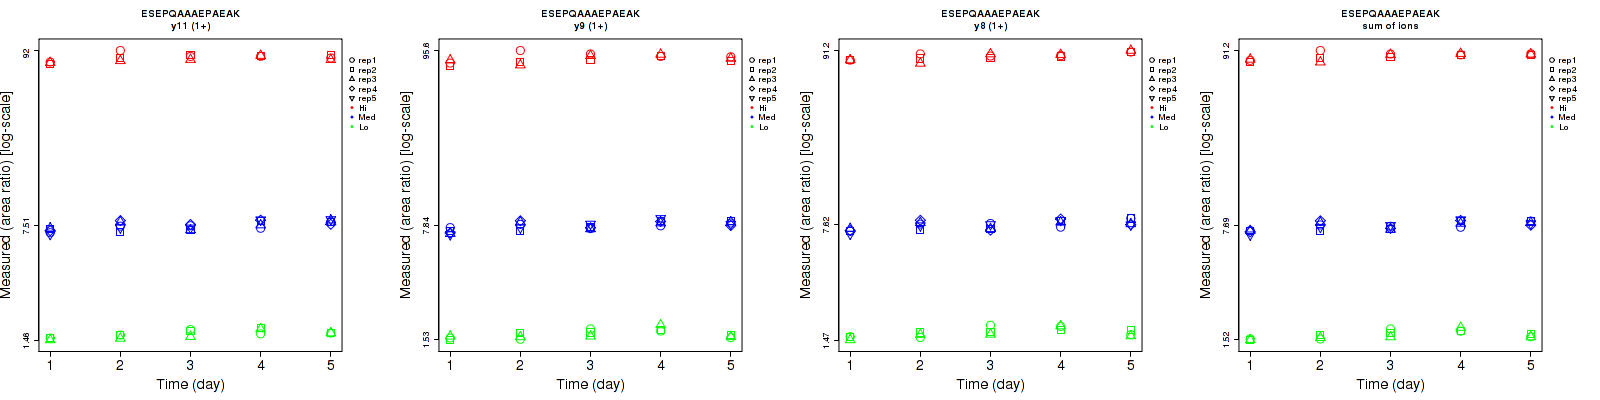 ESEPQAAAEPAEAK
y11 (1+)
92
7.51
1.46
Measured (area ratio) [log-scale]
1 2 3 4 5
Time (day)
rep1
rep2
rep3
rep4
rep5
Hi
Med
Lo
ESEPQAAAEPAEAK
y9 (1+)
95.6
7.84
1.53
Measured (area ratio) [log-scale]
1 2 3 4 5
Time (day)
rep1
rep2
rep3
rep4
rep5
Hi
Med
Lo
ESEPQAAAEPAEAK
y8 (1+)
91.2
7.62
1.47
Measured (area ratio) [log-scale]
1 2 3 4 5
Time (day)
rep1
rep2
rep3
rep4
rep5
Hi
Med
Lo
ESEPQAAAEPAEAK
sum of ions
91.2
7.69
1.52
Measured (area ratio) [log-scale]
1 2 3 4 5
Time (day)
rep1
rep2
rep3
rep4
rep5
Hi
Med
Lo